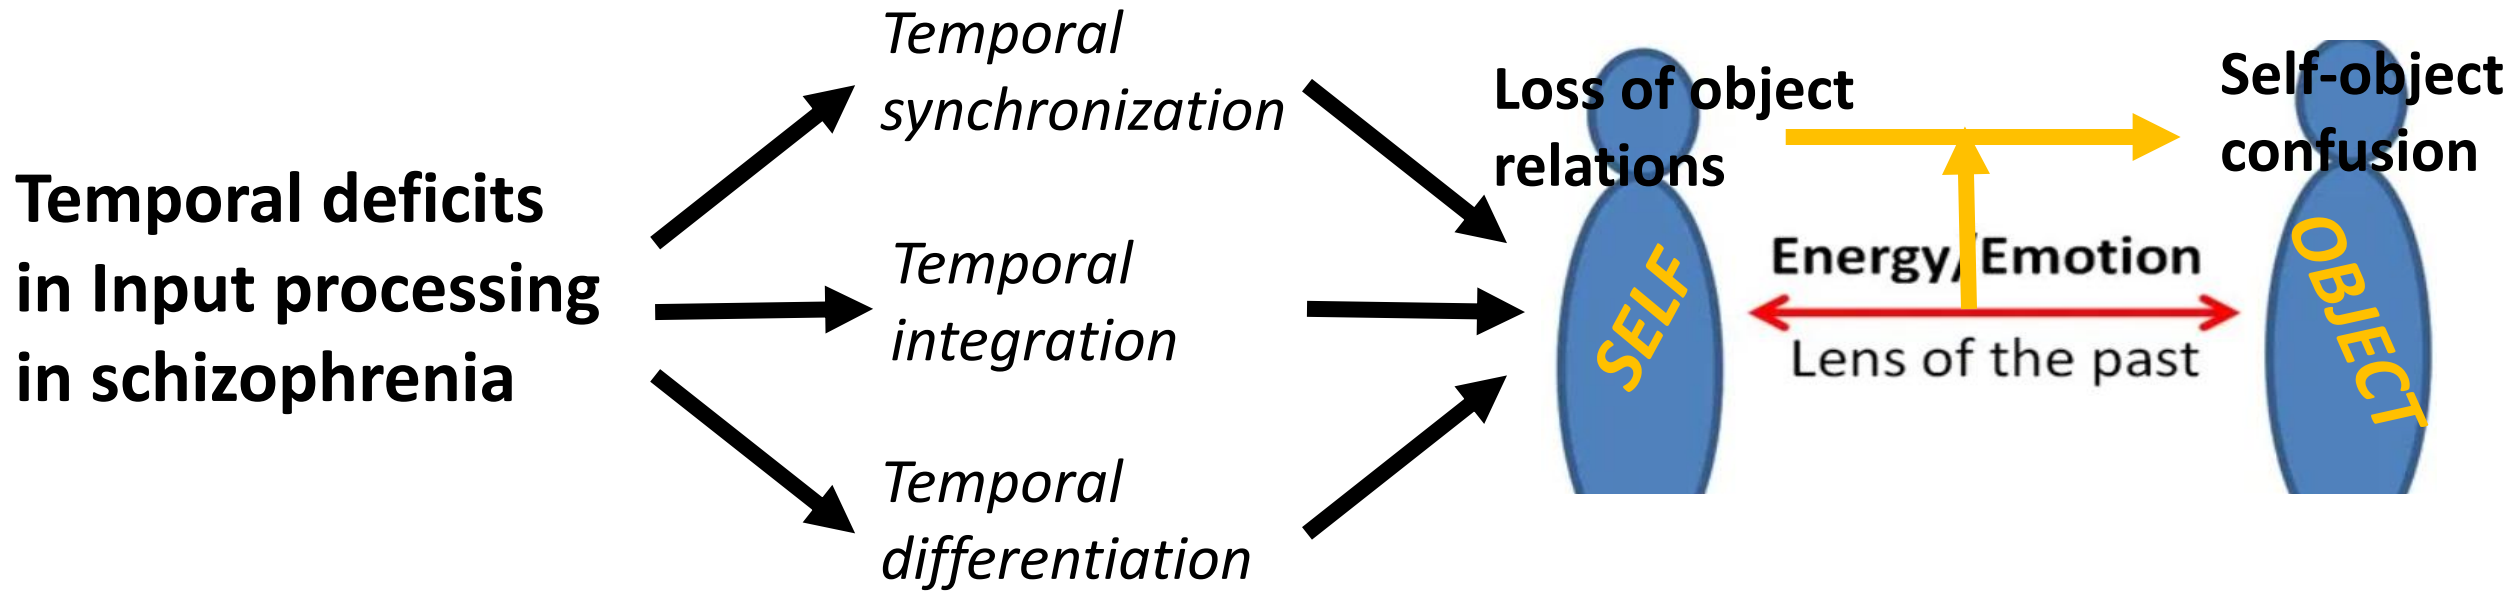 Temporal deficits
in Input processing
in schizophrenia
Temporal
synchronization
Temporal
integration
Temporal
differentiation
Loss of object
relations
SELF
Energy/Emotion
Lens of the past
Self-object
confusion
OBJECT